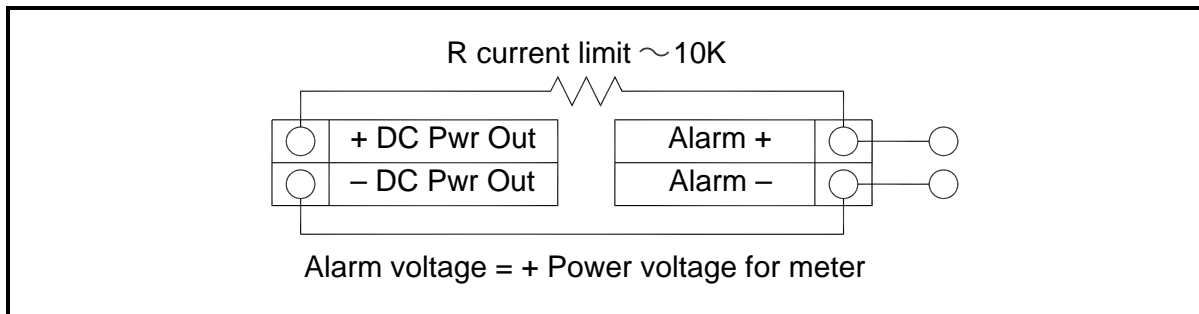 R current limit ～10K
+ DC Pwr Out
Alarm +
– DC Pwr Out
Alarm –
Alarm voltage = + Power voltage for meter